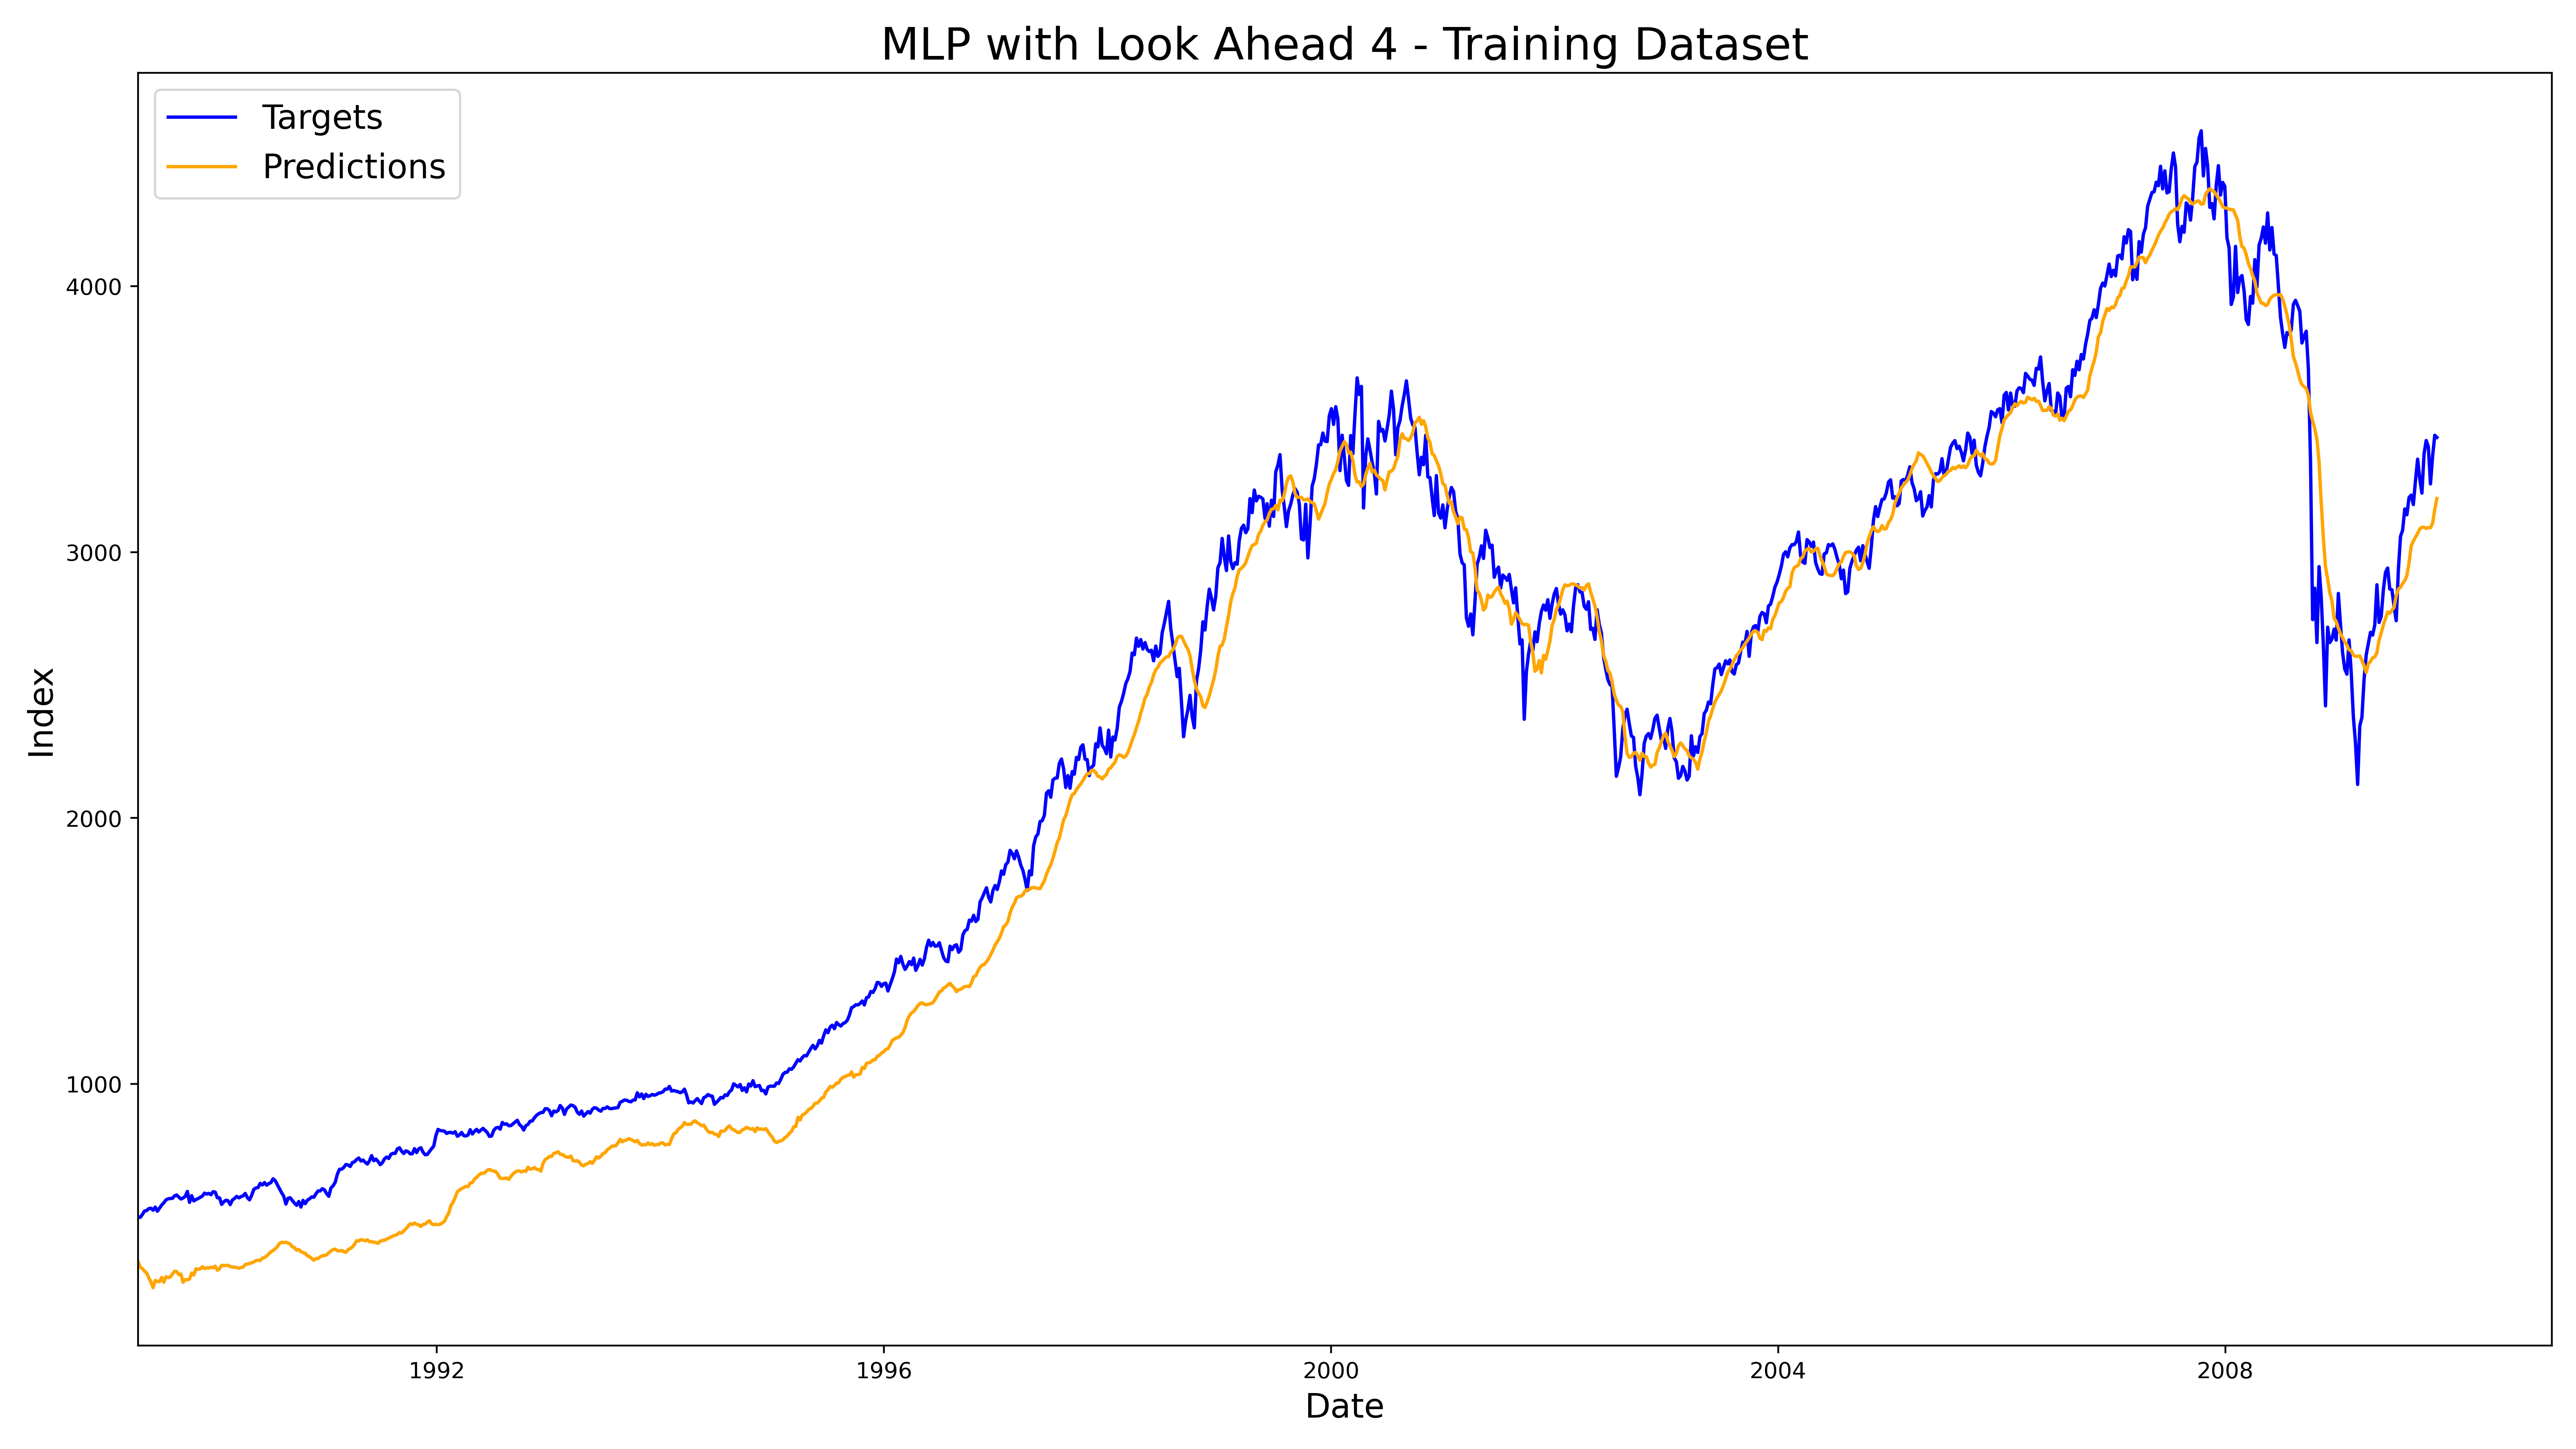 MLP with Look Ahead 4 - Training Dataset
Targets
Predictions
4000
3000
2000
1000
Index
1992 1996 2000 2004 2008
Date